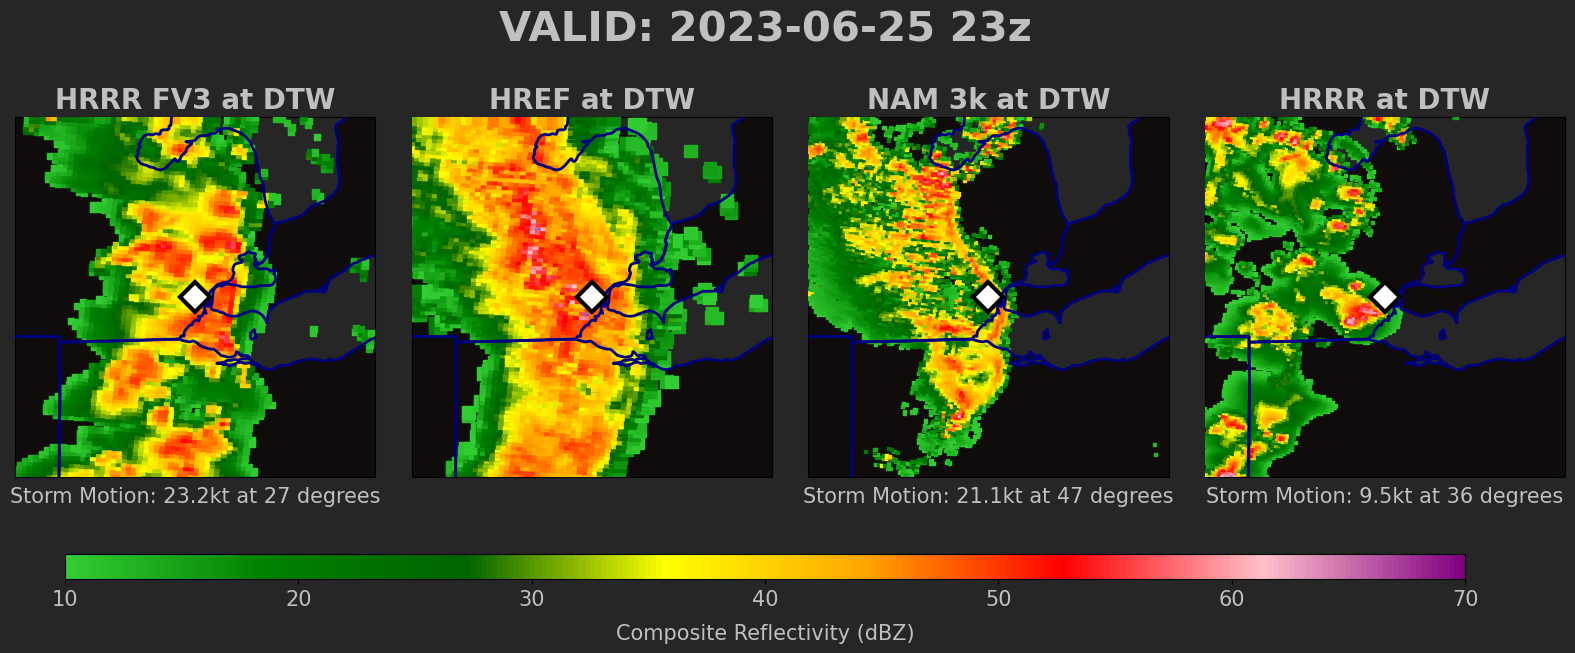 VALID: 2023-06-25 23z
HRRR FV3 at DTW
HREF at DTW
NAM 3k at DTW
HRRR at DTW
Storm Motion: 23.2kt at 27 degrees
Storm Motion: 21.1kt at 47 degrees
Storm Motion: 9.5kt at 36 degrees
10 20 30 40 50 60 70
Composite Reflectivity (dBZ)